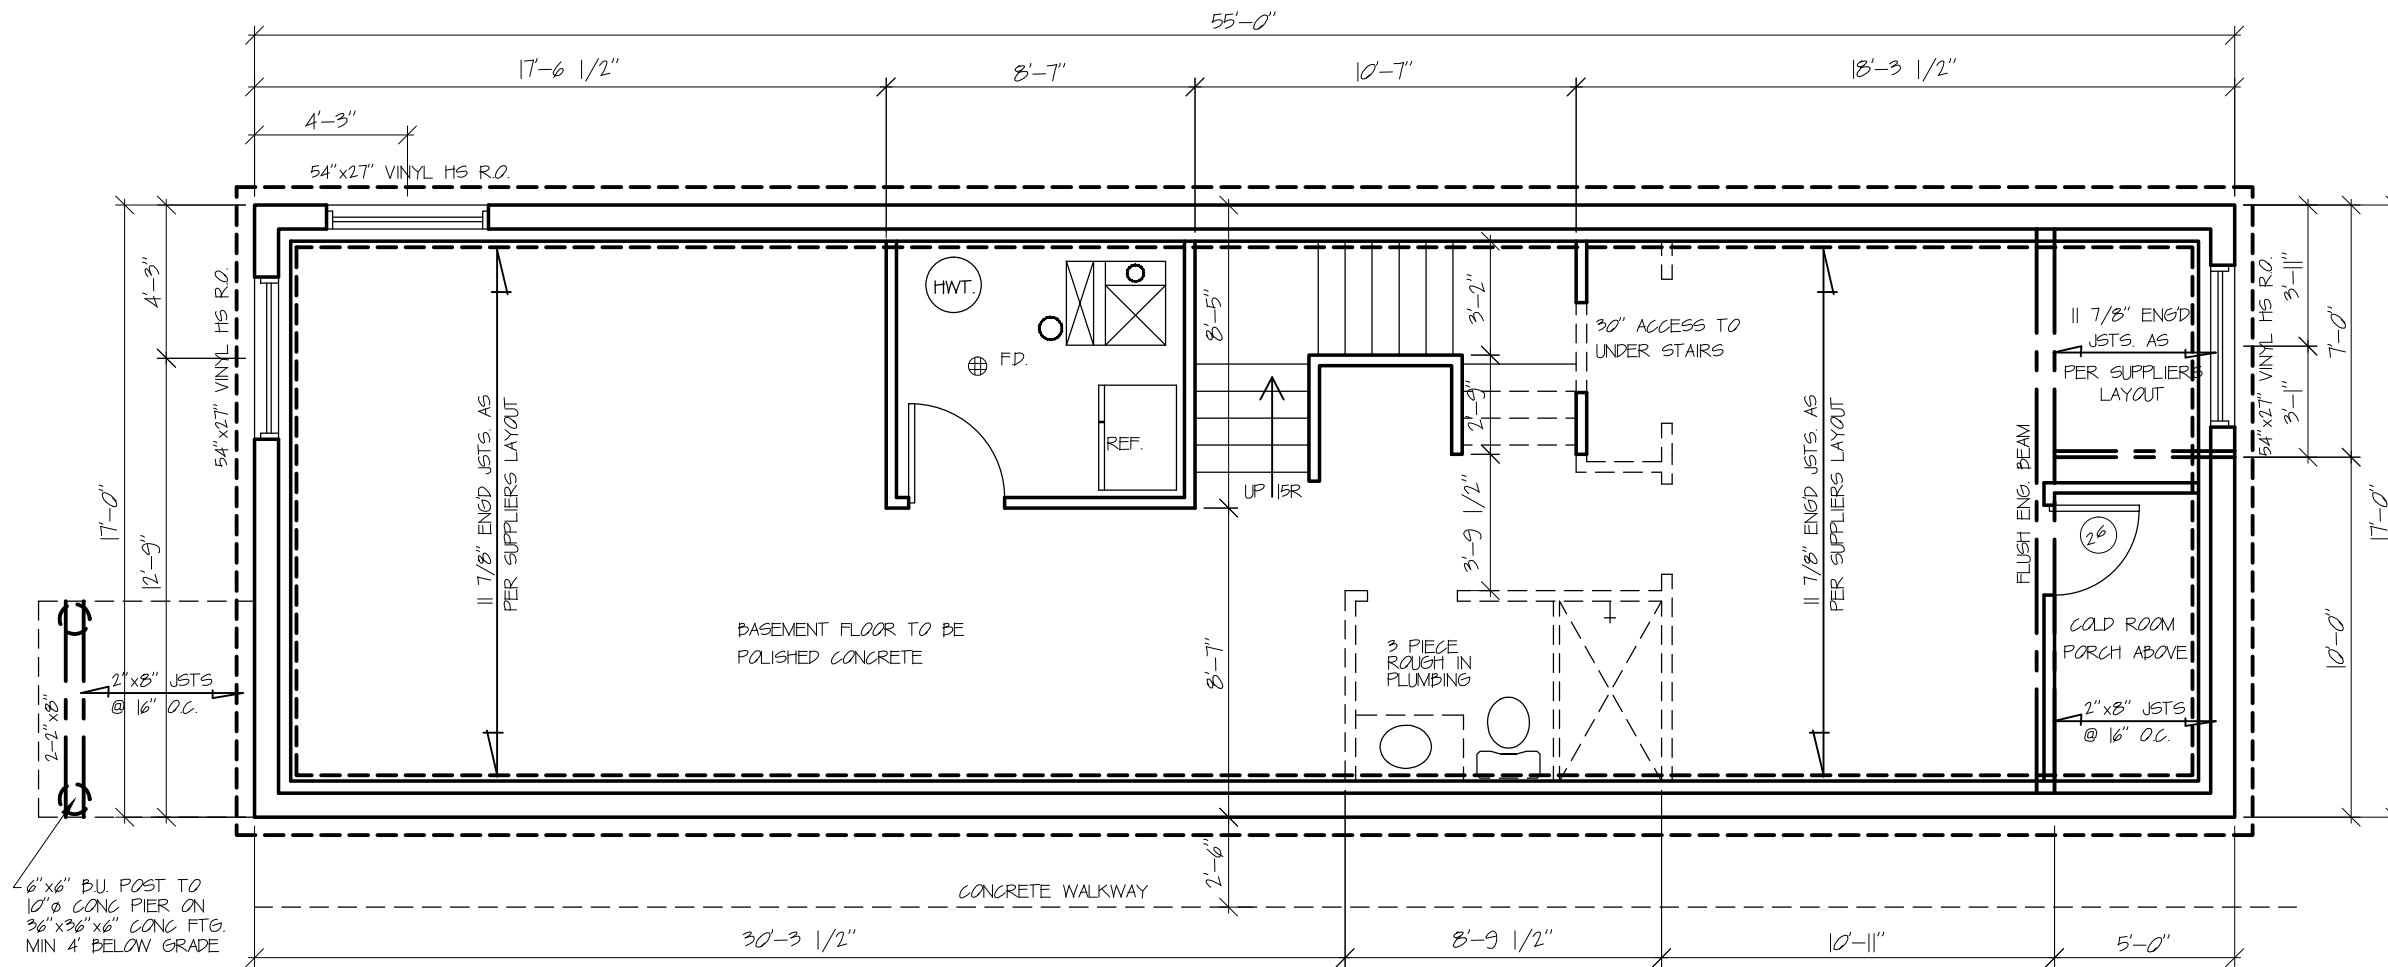 55'-0"
17'-6 1/2"
8'-7"
10'-7"
18'-3 1/2"
4'-3"
54"x27" VINYL HS R.O.
17'-0"
4'-3"
12'-9"
54"x27" VINYL HS R.O.
HWT.
F.D.
REF.
8'-5"
UP 15R
3'-2"
2'-9"
3'-9 1/2"
30" ACCESS TO
UNDER STAIRS
11 7/8" ENG'D JSTS. AS
PER SUPPLIERS LAYOUT
11 7/8" ENG'D JSTS. AS
PER SUPPLIERS LAYOUT
FLUSH ENG. BEAM
11 7/8" ENG'D
JSTS. AS
PER SUPPLIERS
LAYOUT
54"x27" VINYL HS R.O.
3'-11"
3'-1"
7'-0"
10'-0"
17'-0"
26
COLD ROOM
PORCH ABOVE
2"x8" JSTS
@ 16" O.C.
BASEMENT FLOOR TO BE
POLISHED CONCRETE
3 PIECE
ROUGH IN
PLUMBING
8'-7"
2'-6"
2"x8" JSTS
@ 16" O.C.
2-2"x8"
6"x6" B.U. POST TO
10"ø CONC PIER ON
36"x36"x6" CONC FTG.
MIN 4' BELOW GRADE
CONCRETE WALKWAY
30'-3 1/2"
8'-9 1/2"
10'-11"
5'-0"